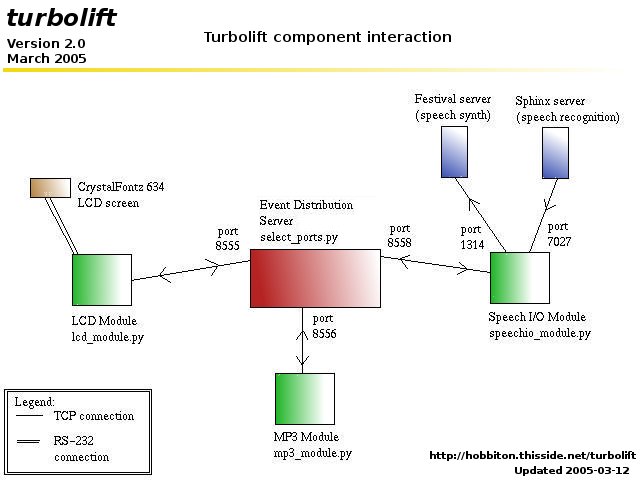 turbolift
Version 2.0
March 2005
Turbolift component interaction
Festival server
(speech synth)
Sphinx server
(speech recognition)
CrystalFontz 634
LCD screen
Event Distribution
Server
select_ports.py
port
8555
port
8558
port
1314
port
7027
LCD Module
lcd_module.py
port
8556
Speech I/O Module
speechio_module.py
MP3 Module
mp3_module.py
Legend:
TCP connection
RS-232
connection
http://hobbiton.thisside.net/turbolift
Updated 2005-03-12